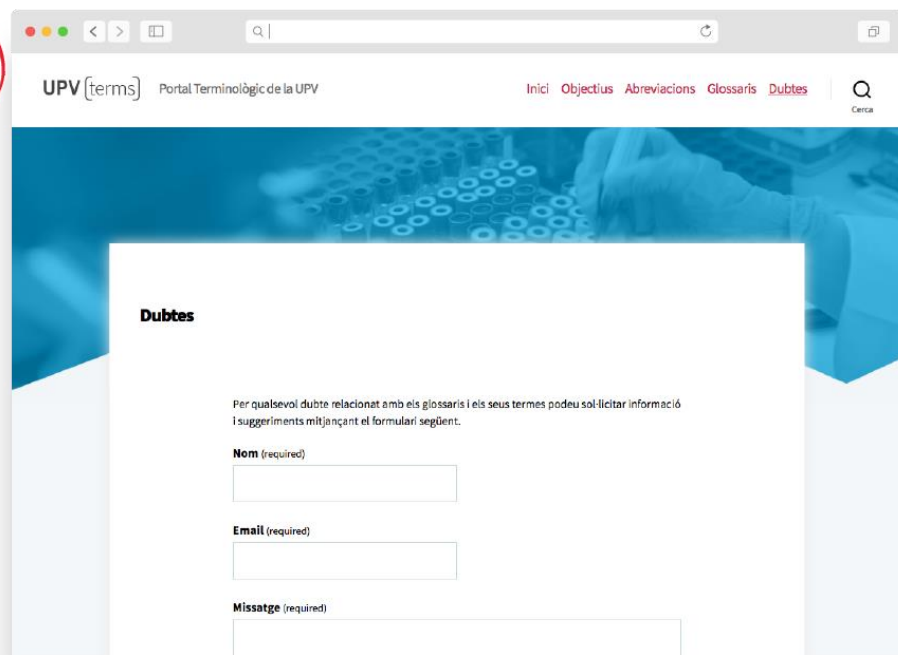 UPV [terms] Portal Terminològic de la UPV
Inici Objectius Abreviacions Glossaris Dubtes
Cerca
Dubtes
Per qualsevol dubte relacionat amb els glossaris i els seus termes podeu sol·licitar informació
i suggeriments mitjançant el formulari següent.
Nom (required)
Email (required)
Missatge (required)